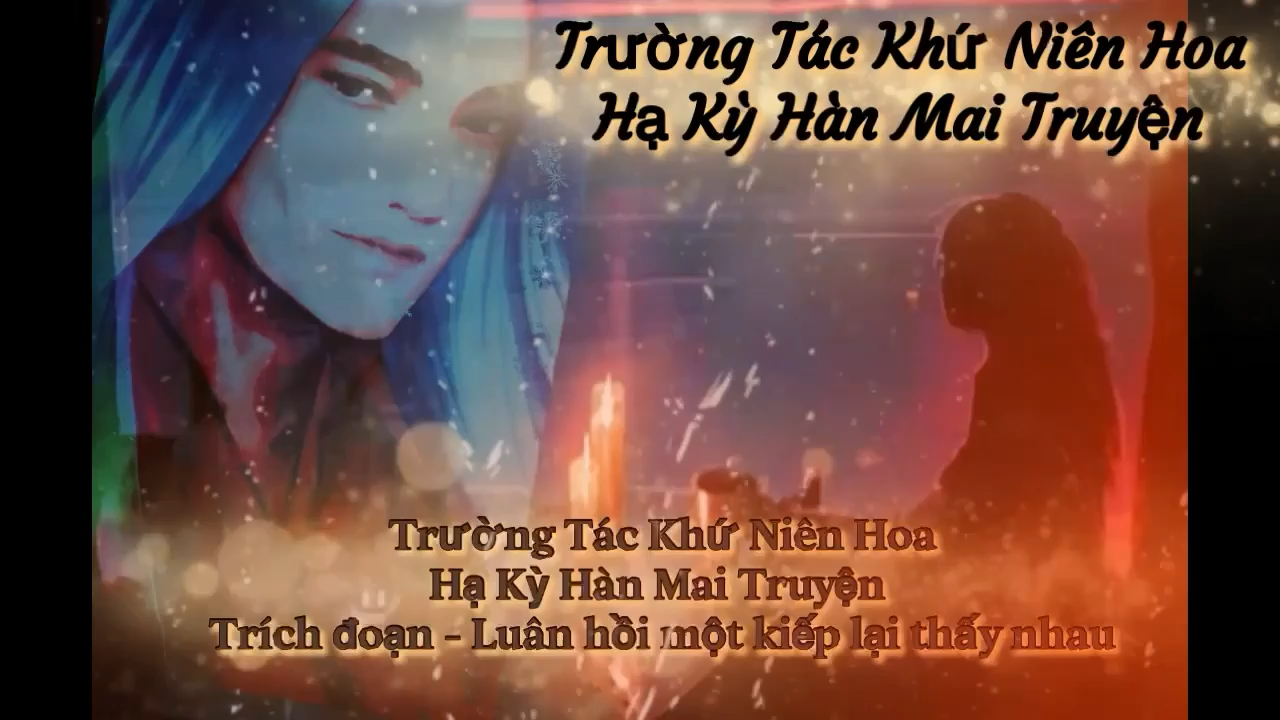 Trường Tác Khứ Niên Hoa
Hạ Kỳ Hàn Mai Truyện
Trường Tác Khứ Niên Hoa
Hạ Kỳ Hàn Mai Truyện
Trích đoạn - Luân hồi một kiếp lại thấy nhau